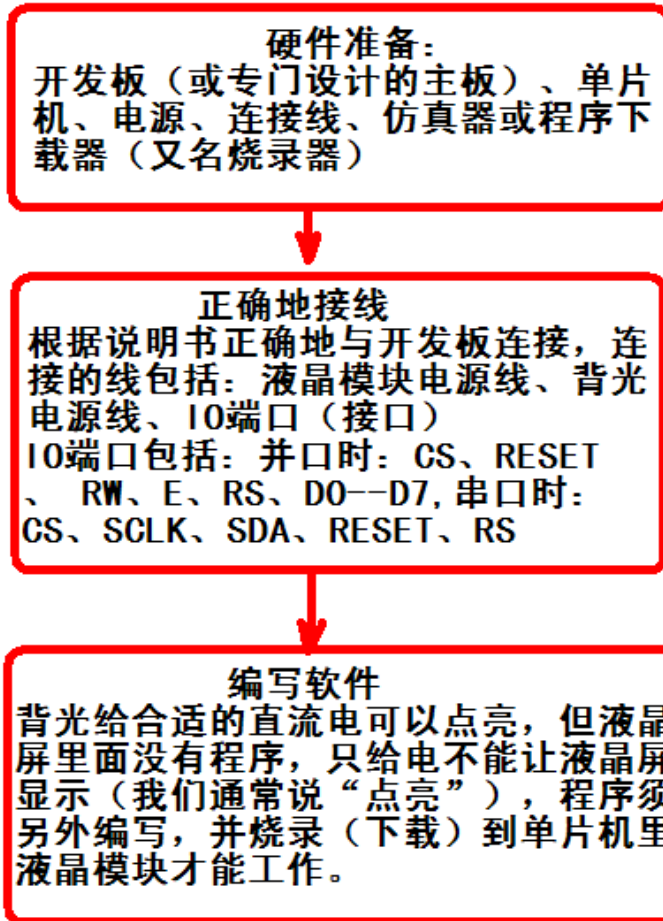 硬件准备：
开发板（或专门设计的主板）、单片
机、电源、连接线、仿真器或程序下
载器（又名烧录器）
正确地接线
根据说明书正确地与开发板连接，连
接的线包括：液晶模块电源线、背光
电源线、IO端口（接口）
IO端口包括：并口时：CS、RESET
、 RW、E、RS、D0--D7,串口时：
CS、SCLK、SDA、RESET、RS
编写软件
背光给合适的直流电可以点亮，但液晶
屏里面没有程序，只给电不能让液晶屏
显示（我们通常说“点亮”），程序须
另外编写，并烧录（下载）到单片机里
液晶模块才能工作。